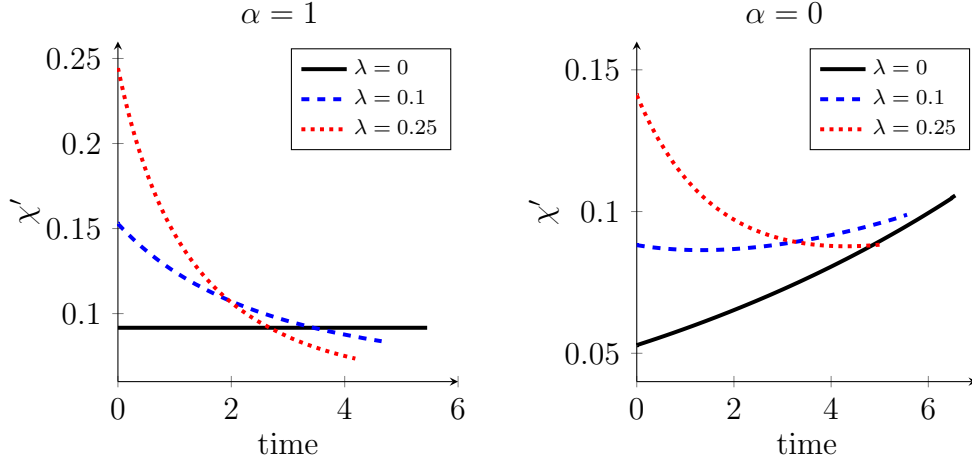 α = 1
0.25
0.2
0.15
0.1
χ′
0
2
4
6
time
λ = 0
λ = 0.1
λ = 0.25
α = 0
0.15
0.1
0.05
χ′
0
2
4
6
time
λ = 0
λ = 0.1
λ = 0.25